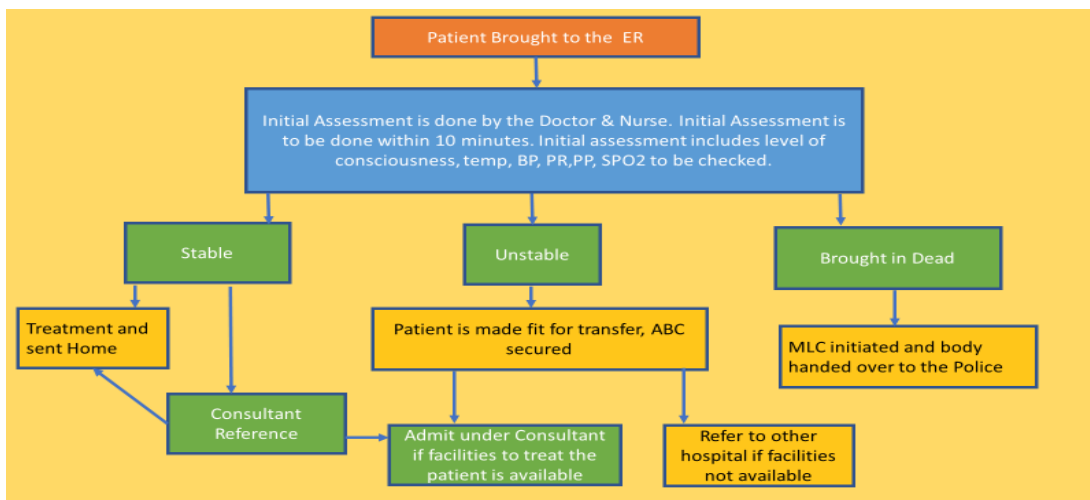 Patient Brought to the ER
Initial Assessment is done by the Doctor & Nurse. Initial Assessment is
to be done within 10 minutes. Initial assessment includes level of
consciousness, temp, BP, PR,PP, SPO2 to be checked.
Stable
Unstable
Brought in Dead
Treatment and
sent Home
Patient is made fit for transfer, ABC
secured
MLC initiated and body
handed over to the Police
Consultant
Reference
Admit under Consultant
if facilities to treat the
patient is available
Refer to other
hospital if facilities
not available